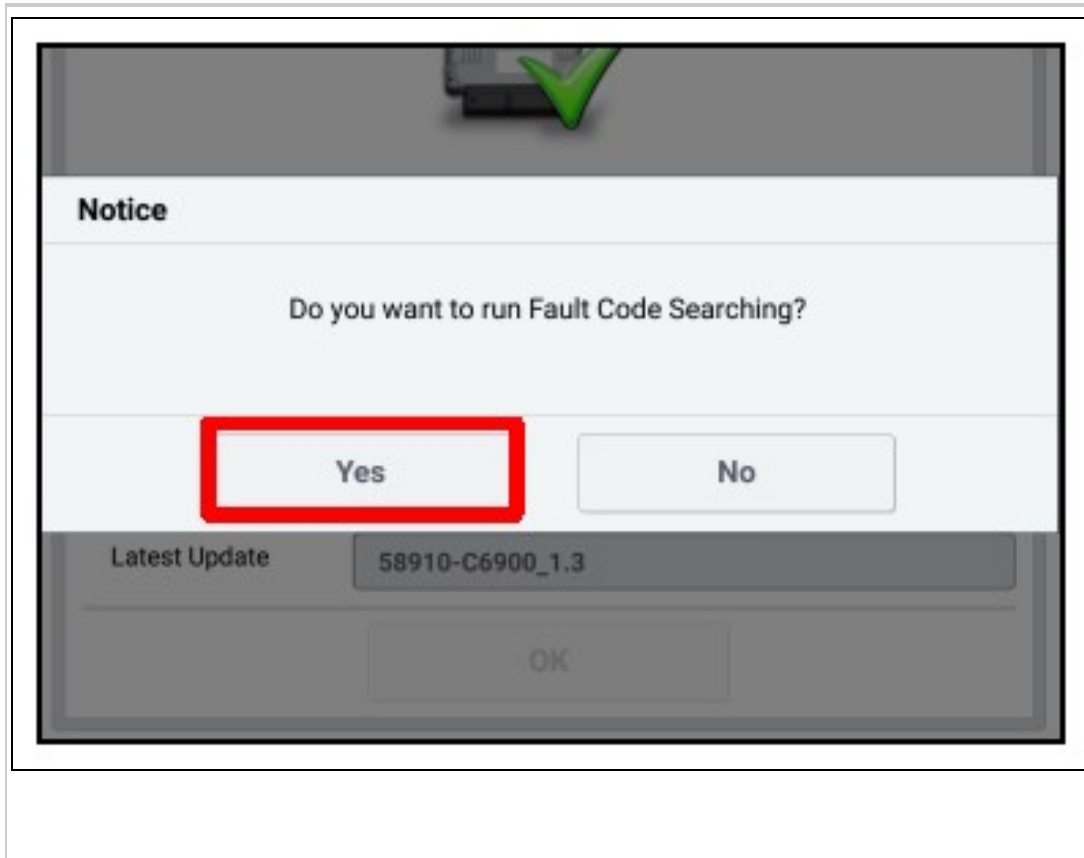 Notice
Do you want to run Fault Code Searching?
Yes
No
Latest Update
58910-C6900_1.3
OK